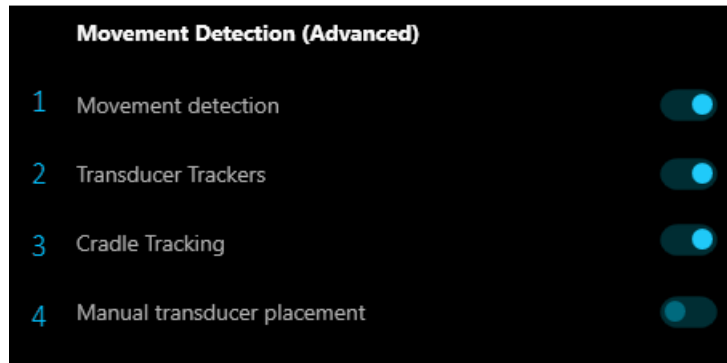 Movement Detection (Advanced)
1 Movement detection
2 Transducer Trackers
3 Cradle Tracking
4 Manual transducer placement